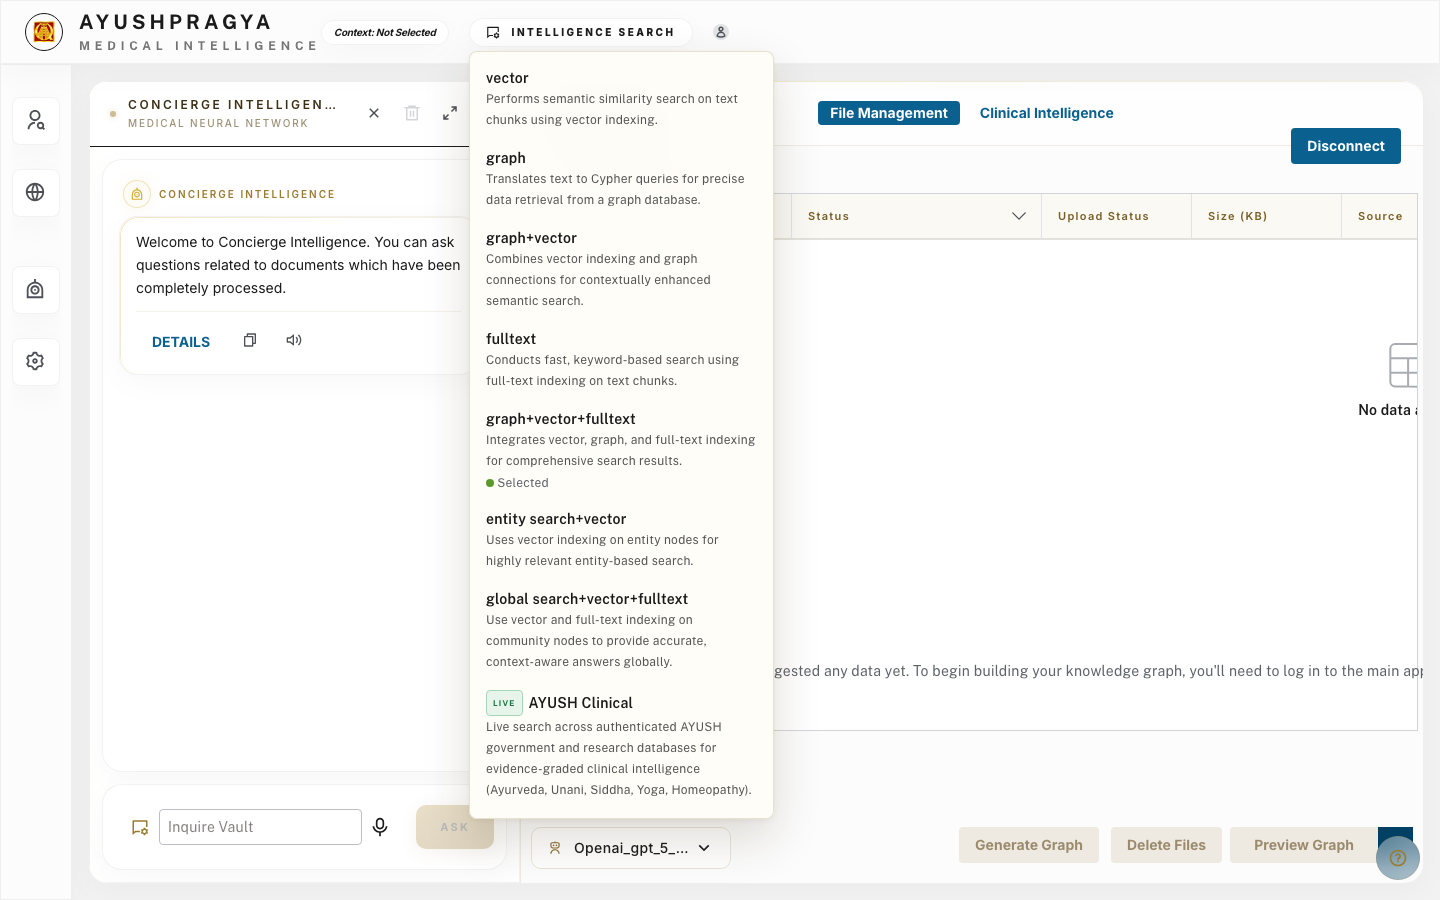 AYUSHPRAGYA
MEDICAL INTELLIGENCE
Context: Not Selected
INTELLIGENCE SEARCH
CONCIERGE INTELLIGEN...
MEDICAL NEURAL NETWORK
CONCIERGE INTELLIGENCE
Welcome to Concierge Intelligence. You can ask
questions related to documents which have been
completely processed.
DETAILS
Inquire Vault
ASK
vector
Performs semantic similarity search on text
chunks using vector indexing.
graph
Translates text to Cypher queries for precise
data retrieval from a graph database.
graph+vector
Combines vector indexing and graph
connections for contextually enhanced
semantic search.
fulltext
Conducts fast, keyword-based search using
full-text indexing on text chunks.
graph+vector+fulltext
Integrates vector, graph, and full-text indexing
for comprehensive search results.
Selected
entity search+vector
Uses vector indexing on entity nodes for
highly relevant entity-based search.
global search+vector+fulltext
Use vector and full-text indexing on
community nodes to provide accurate,
context-aware answers globally.
LIVE AYUSH Clinical
Live search across authenticated AYUSH
government and research databases for
evidence-graded clinical intelligence
(Ayurveda, Unani, Siddha, Yoga, Homeopathy).
File Management Clinical Intelligence
Disconnect
Status Upload Status Size (KB) Source
No data
gested any data yet. To begin building your knowledge graph, you'll need to log in to the main app
Openai_gpt_5_...
Generate Graph Delete Files Preview Graph